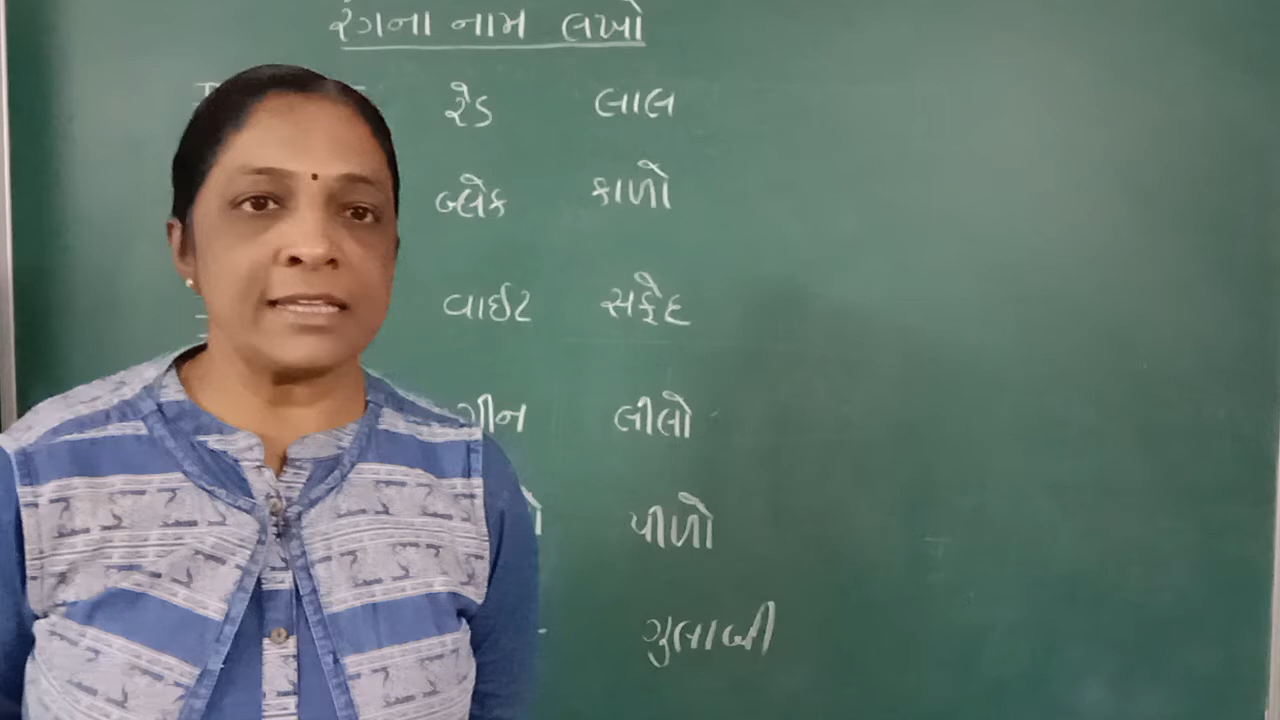 રંગના નામ લખો
રેડ લાલ
બ્લેક કાળો
વાઈટ સફેદ
ગ્રીન લીલો
પીળો
ગુલાબી